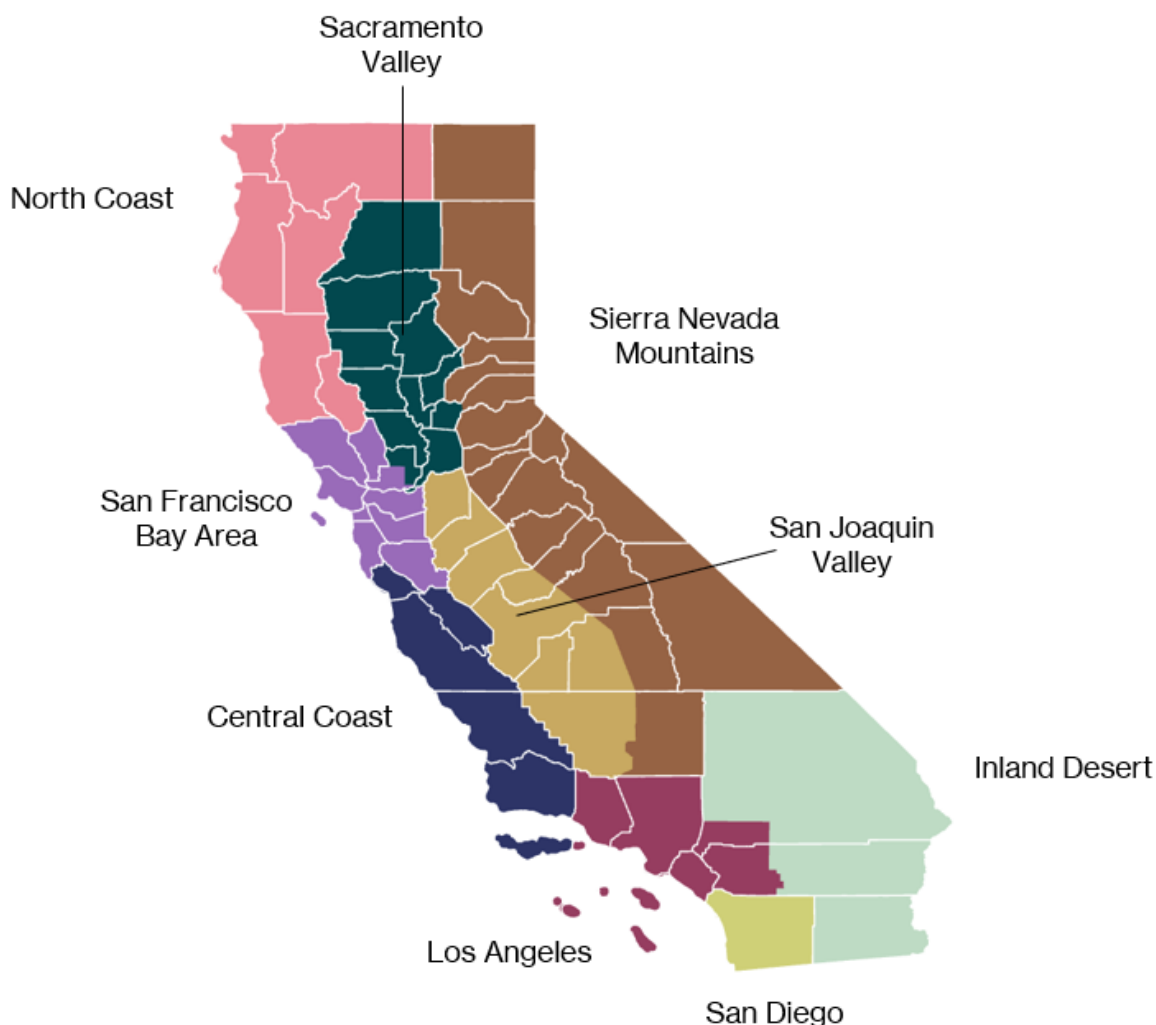 Sacramento
Valley
North Coast
Sierra Nevada
Mountains
San Francisco
Bay Area
San Joaquin
Valley
Central Coast
Inland Desert
Los Angeles
San Diego